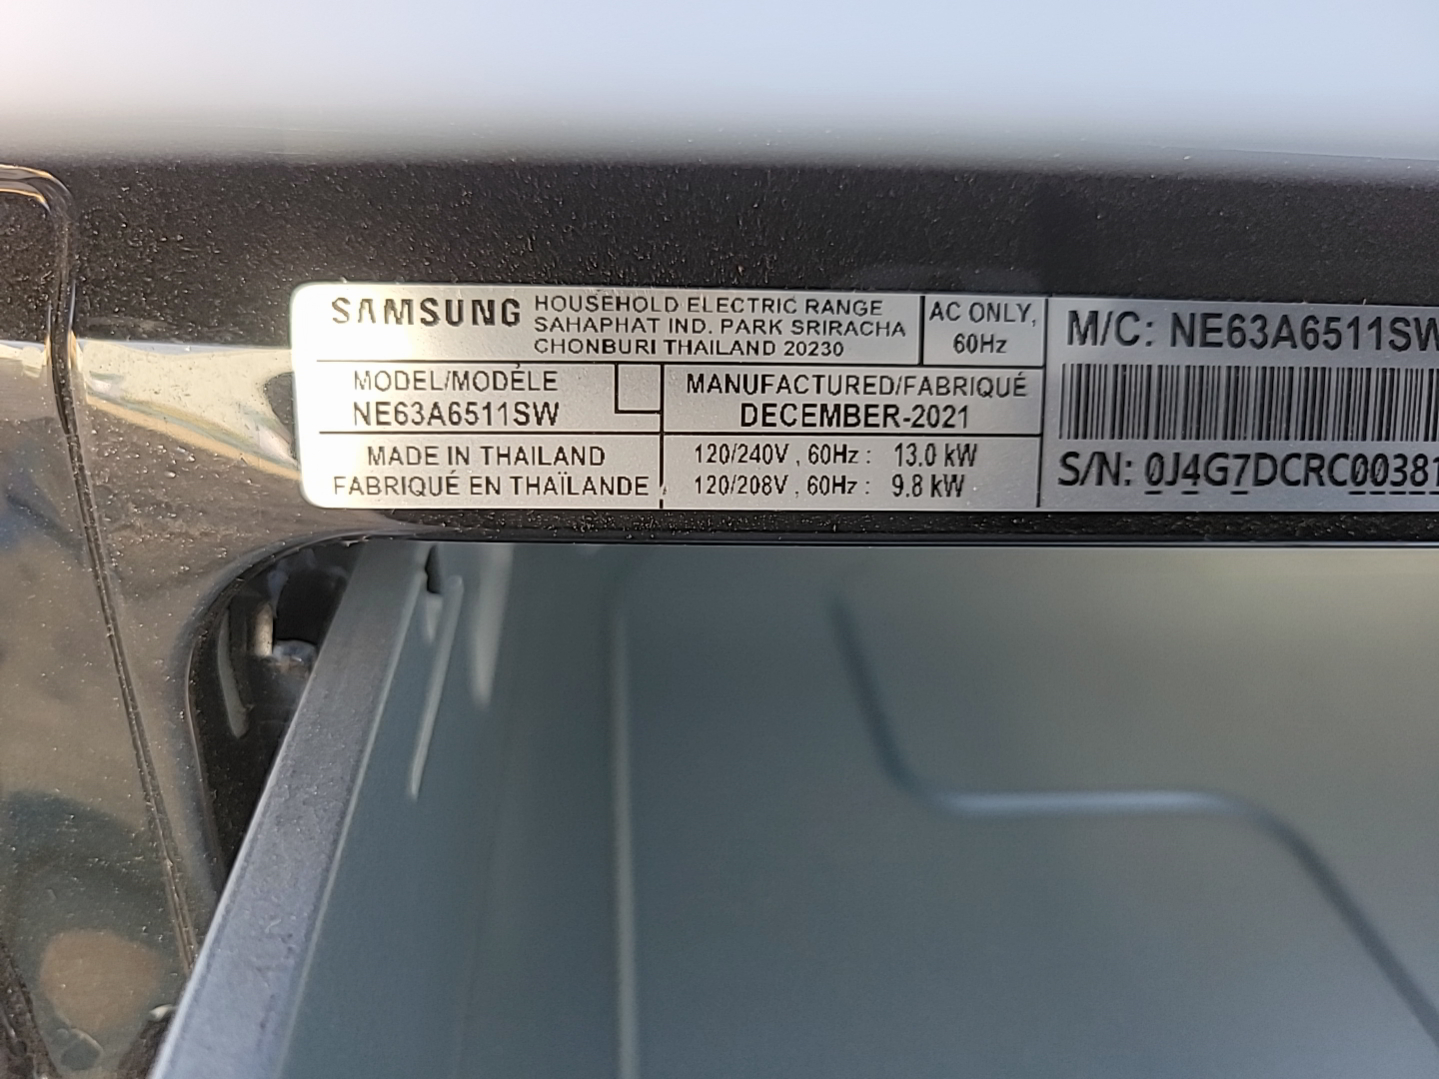 SAMSUNG
HOUSEHOLD ELECTRIC RANGE
SAHAPHAT IND. PARK SRIRACHA
CHONBURI THAILAND 20230
AC ONLY,
60Hz
MODEL/MODÈLE
NE63A6511SW
MANUFACTURED/FABRIQUÉ
DECEMBER-2021
MADE IN THAILAND
FABRIQUÉ EN THAÏLANDE
120/240V , 60Hz : 13.0 kW
120/208V , 60Hz : 9.8 kW
M/C: NE63A6511SW
S/N: 0J4G7DCRC00381